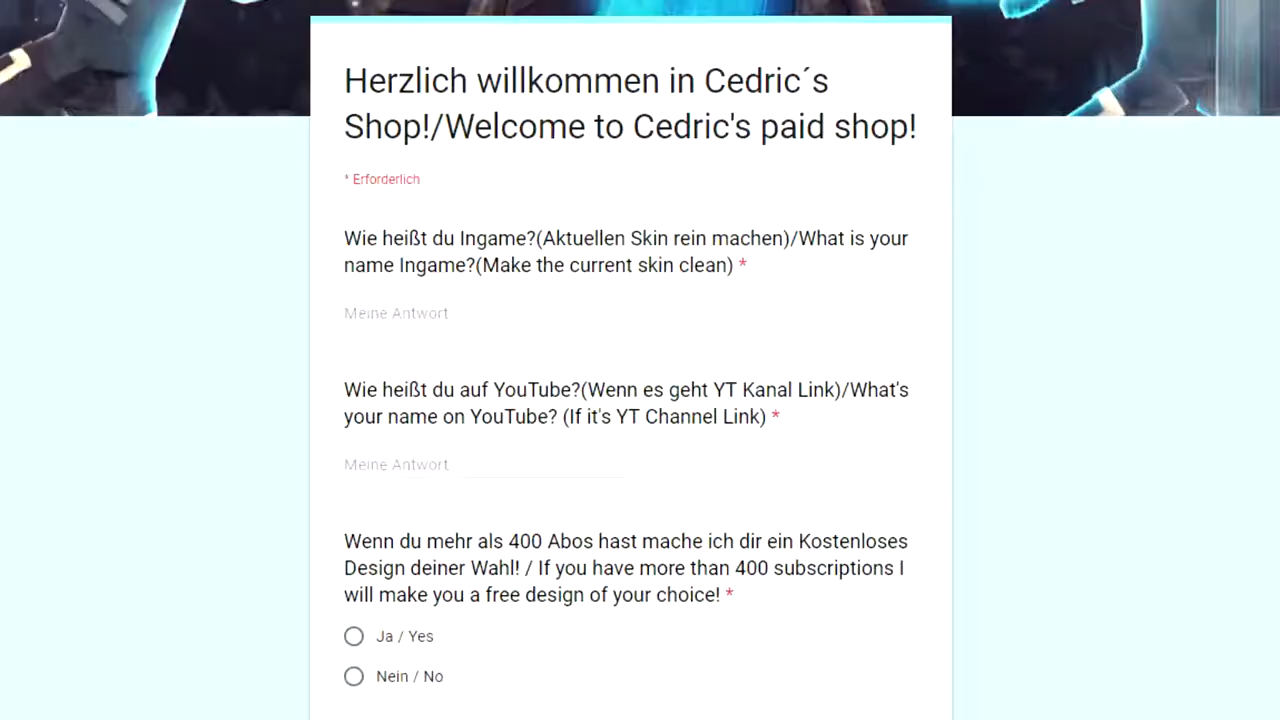 Herzlich willkommen in Cedric´s
Shop!/Welcome to Cedric's paid shop!
* Erforderlich
Wie heißt du Ingame?(Aktuellen Skin rein machen)/What is your
name Ingame?(Make the current skin clean) *
Meine Antwort
Wie heißt du auf YouTube?(Wenn es geht YT Kanal Link)/What's
your name on YouTube? (If it's YT Channel Link) *
Meine Antwort
Wenn du mehr als 400 Abos hast mache ich dir ein Kostenloses
Design deiner Wahl! / If you have more than 400 subscriptions I
will make you a free design of your choice! *
Ja / Yes
Nein / No